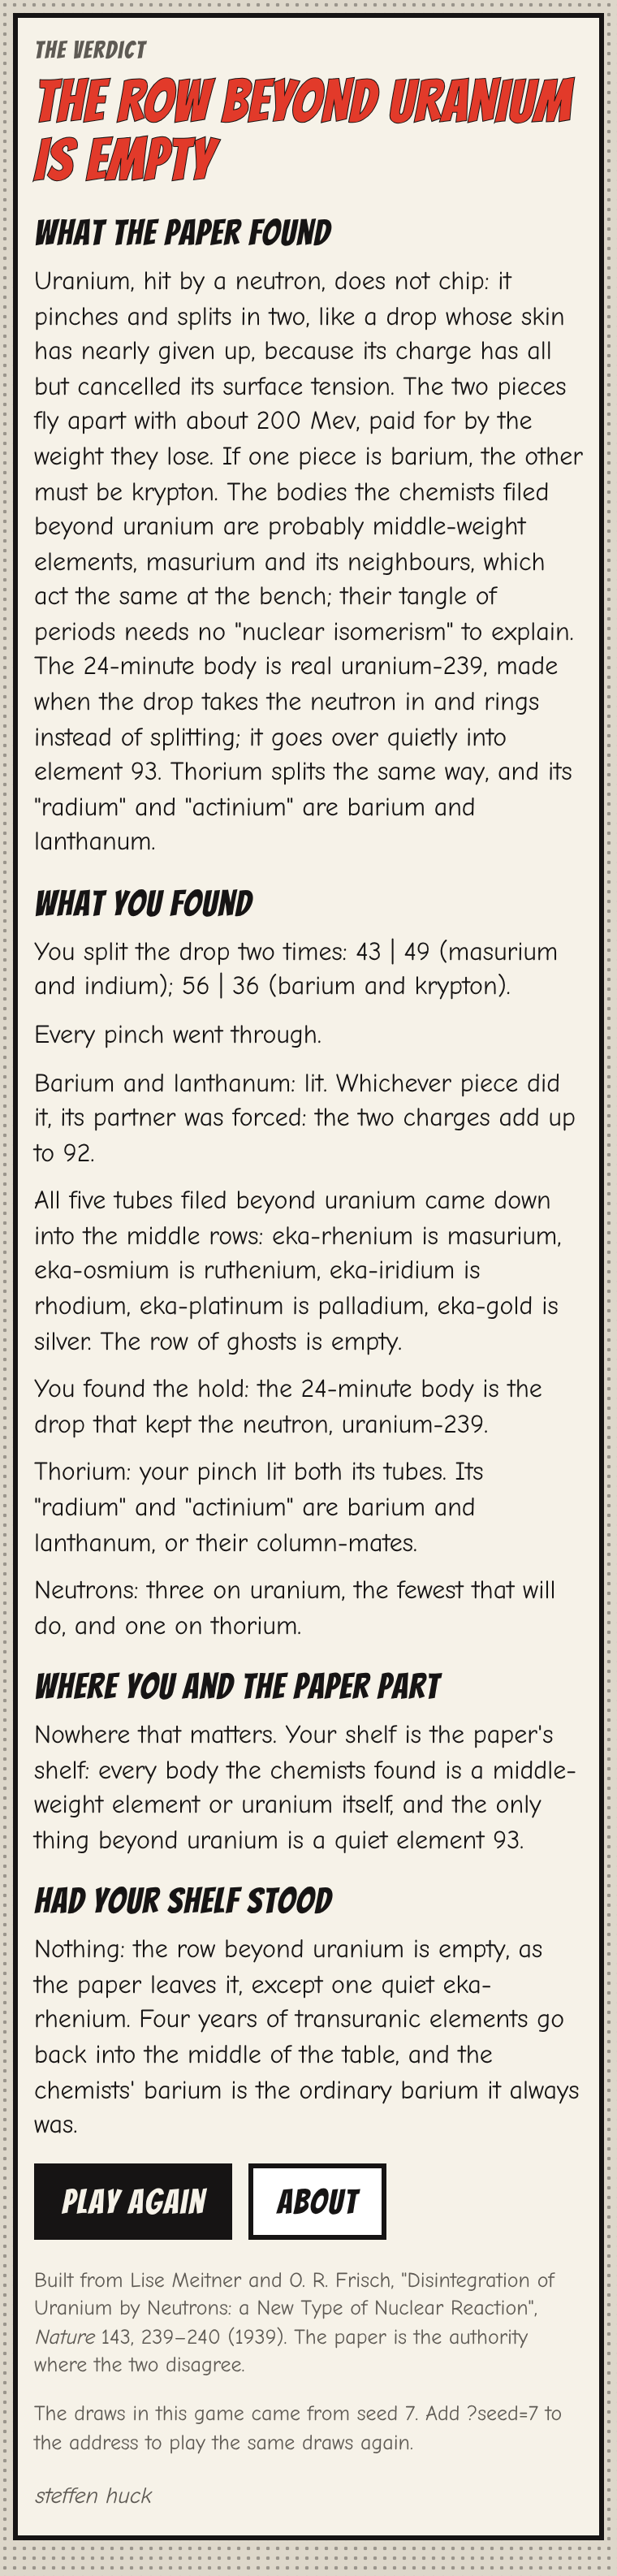 THE VERDICT
THE ROW BEYOND URANIUM
IS EMPTY
WHAT THE PAPER FOUND
Uranium, hit by a neutron, does not chip: it
pinches and splits in two, like a drop whose skin
has nearly given up, because its charge has all
but cancelled its surface tension. The two pieces
fly apart with about 200 Mev, paid for by the
weight they lose. If one piece is barium, the other
must be krypton. The bodies the chemists filed
beyond uranium are probably middle-weight
elements, masurium and its neighbours, which
act the same at the bench; their tangle of
periods needs no "nuclear isomerism" to explain.
The 24-minute body is real uranium-239, made
when the drop takes the neutron in and rings
instead of splitting; it goes over quietly into
element 93. Thorium splits the same way, and its
"radium" and "actinium" are barium and
lanthanum.
WHAT YOU FOUND
You split the drop two times: 43 | 49 (masurium
and indium); 56 | 36 (barium and krypton).
Every pinch went through.
Barium and lanthanum: lit. Whichever piece did
it, its partner was forced: the two charges add up
to 92.
All five tubes filed beyond uranium came down
into the middle rows: eka-rhenium is masurium,
eka-osmium is ruthenium, eka-iridium is
rhodium, eka-platinum is palladium, eka-gold is
silver. The row of ghosts is empty.
You found the hold: the 24-minute body is the
drop that kept the neutron, uranium-239.
Thorium: your pinch lit both its tubes. Its
"radium" and "actinium" are barium and
lanthanum, or their column-mates.
Neutrons: three on uranium, the fewest that will
do, and one on thorium.
WHERE YOU AND THE PAPER PART
Nowhere that matters. Your shelf is the paper's
shelf: every body the chemists found is a middle-
weight element or uranium itself, and the only
thing beyond uranium is a quiet element 93.
HAD YOUR SHELF STOOD
Nothing: the row beyond uranium is empty, as
the paper leaves it, except one quiet eka-
rhenium. Four years of transuranic elements go
back into the middle of the table, and the
chemists' barium is the ordinary barium it always
was.
PLAY AGAIN ABOUT
Built from Lise Meitner and O. R. Frisch, "Disintegration of
Uranium by Neutrons: a New Type of Nuclear Reaction",
Nature 143, 239–240 (1939). The paper is the authority
where the two disagree.
The draws in this game came from seed 7. Add ?seed=7 to
the address to play the same draws again.
steffen huck